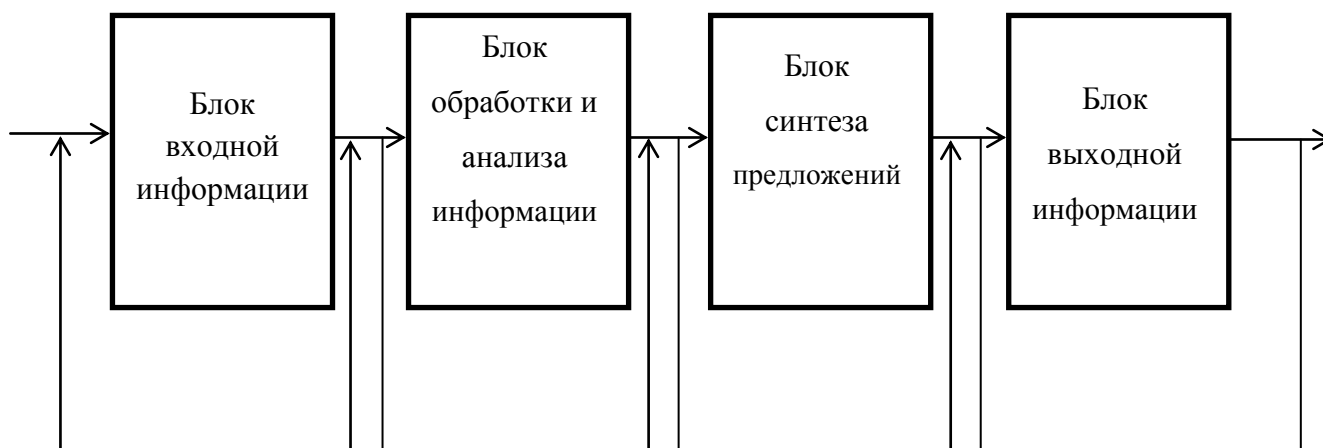 Блок
входной
информации
Блок
обработки и
анализа
информации
Блок
синтеза
предложений
Блок
выходной
информации